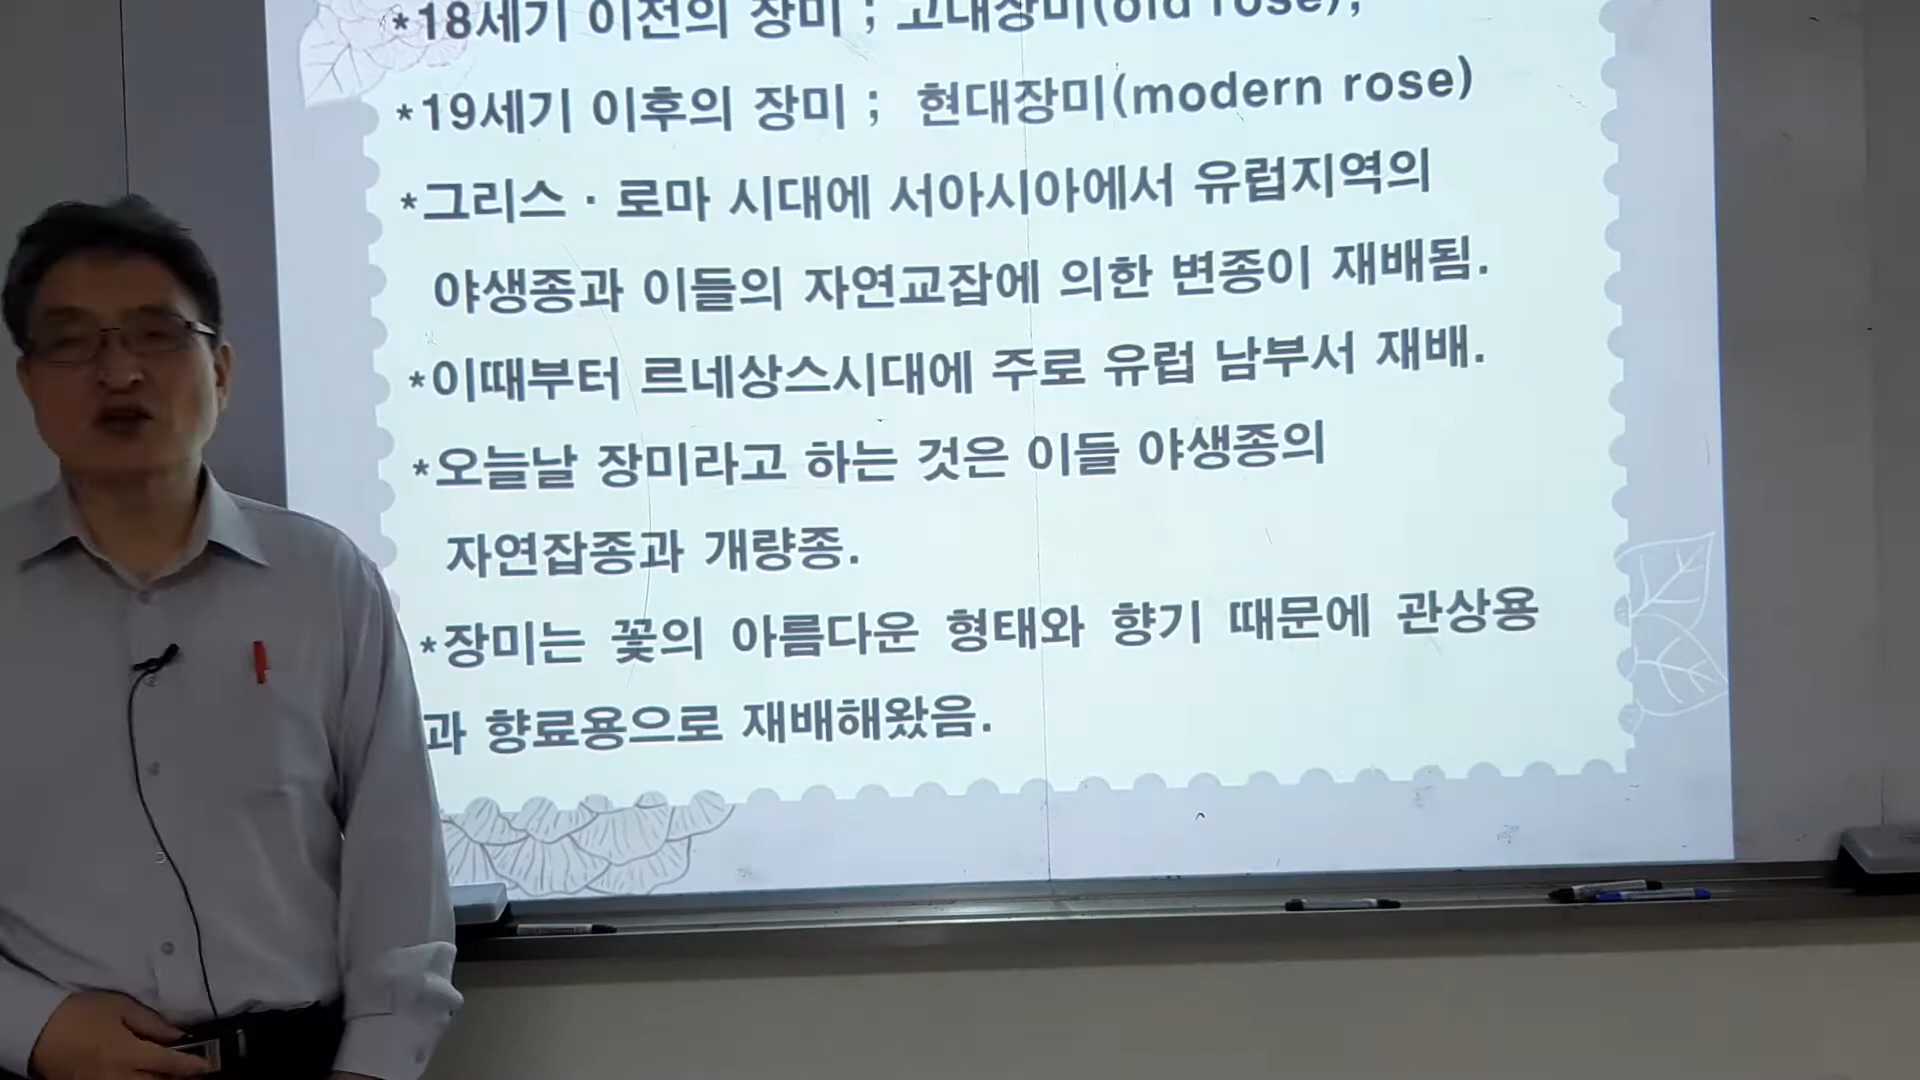 *18세기 이전의 장미 ; 고대장미(old rose),
*19세기 이후의 장미 ; 현대장미(modern rose)
*그리스 · 로마 시대에 서아시아에서 유럽지역의
야생종과 이들의 자연교잡에 의한 변종이 재배됨.
*이때부터 르네상스시대에 주로 유럽 남부서 재배.
*오늘날 장미라고 하는 것은 이들 야생종의
자연잡종과 개량종.
*장미는 꽃의 아름다운 형태와 향기 때문에 관상용
과 향료용으로 재배해왔음.